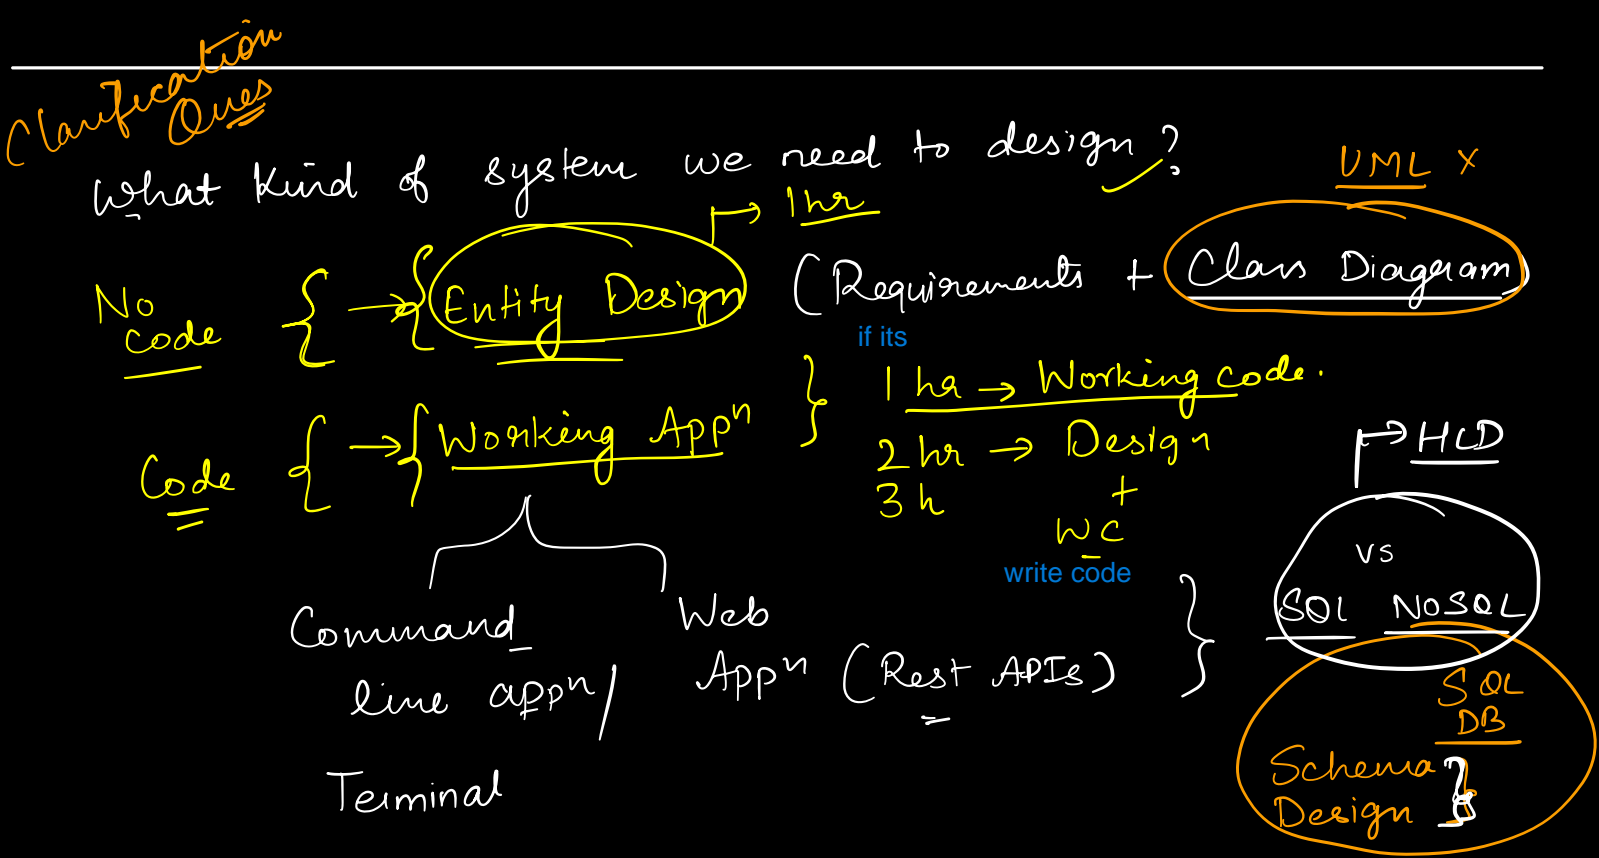 Clarification
Ques
What kind of system we need to design?
UML x
→ 1 hr
No
code { → { Entity Design (Requirements + Class Diagram)
if its
1 hr → Working code.
Code { → { Working Appⁿ }
2 hr → Design
3 h +
WC
write code
HLD
vs
SQL NoSQL
Command
line appⁿ /
Web
Appⁿ (Rest APIs) }
Terminal
SQL
DB
Schema
Design }